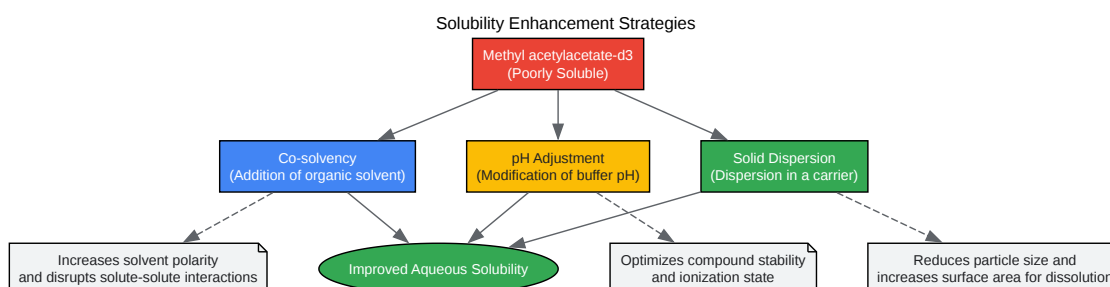 Solubility Enhancement Strategies
Methyl acetylacetate-d3
(Poorly Soluble)
Co-solvency
(Addition of organic solvent)
pH Adjustment
(Modification of buffer pH)
Solid Dispersion
(Dispersion in a carrier)
Increases solvent polarity
and disrupts solute-solute interactions
Improved Aqueous Solubility
Optimizes compound stability
and ionization state
Reduces particle size and
increases surface area for dissolution